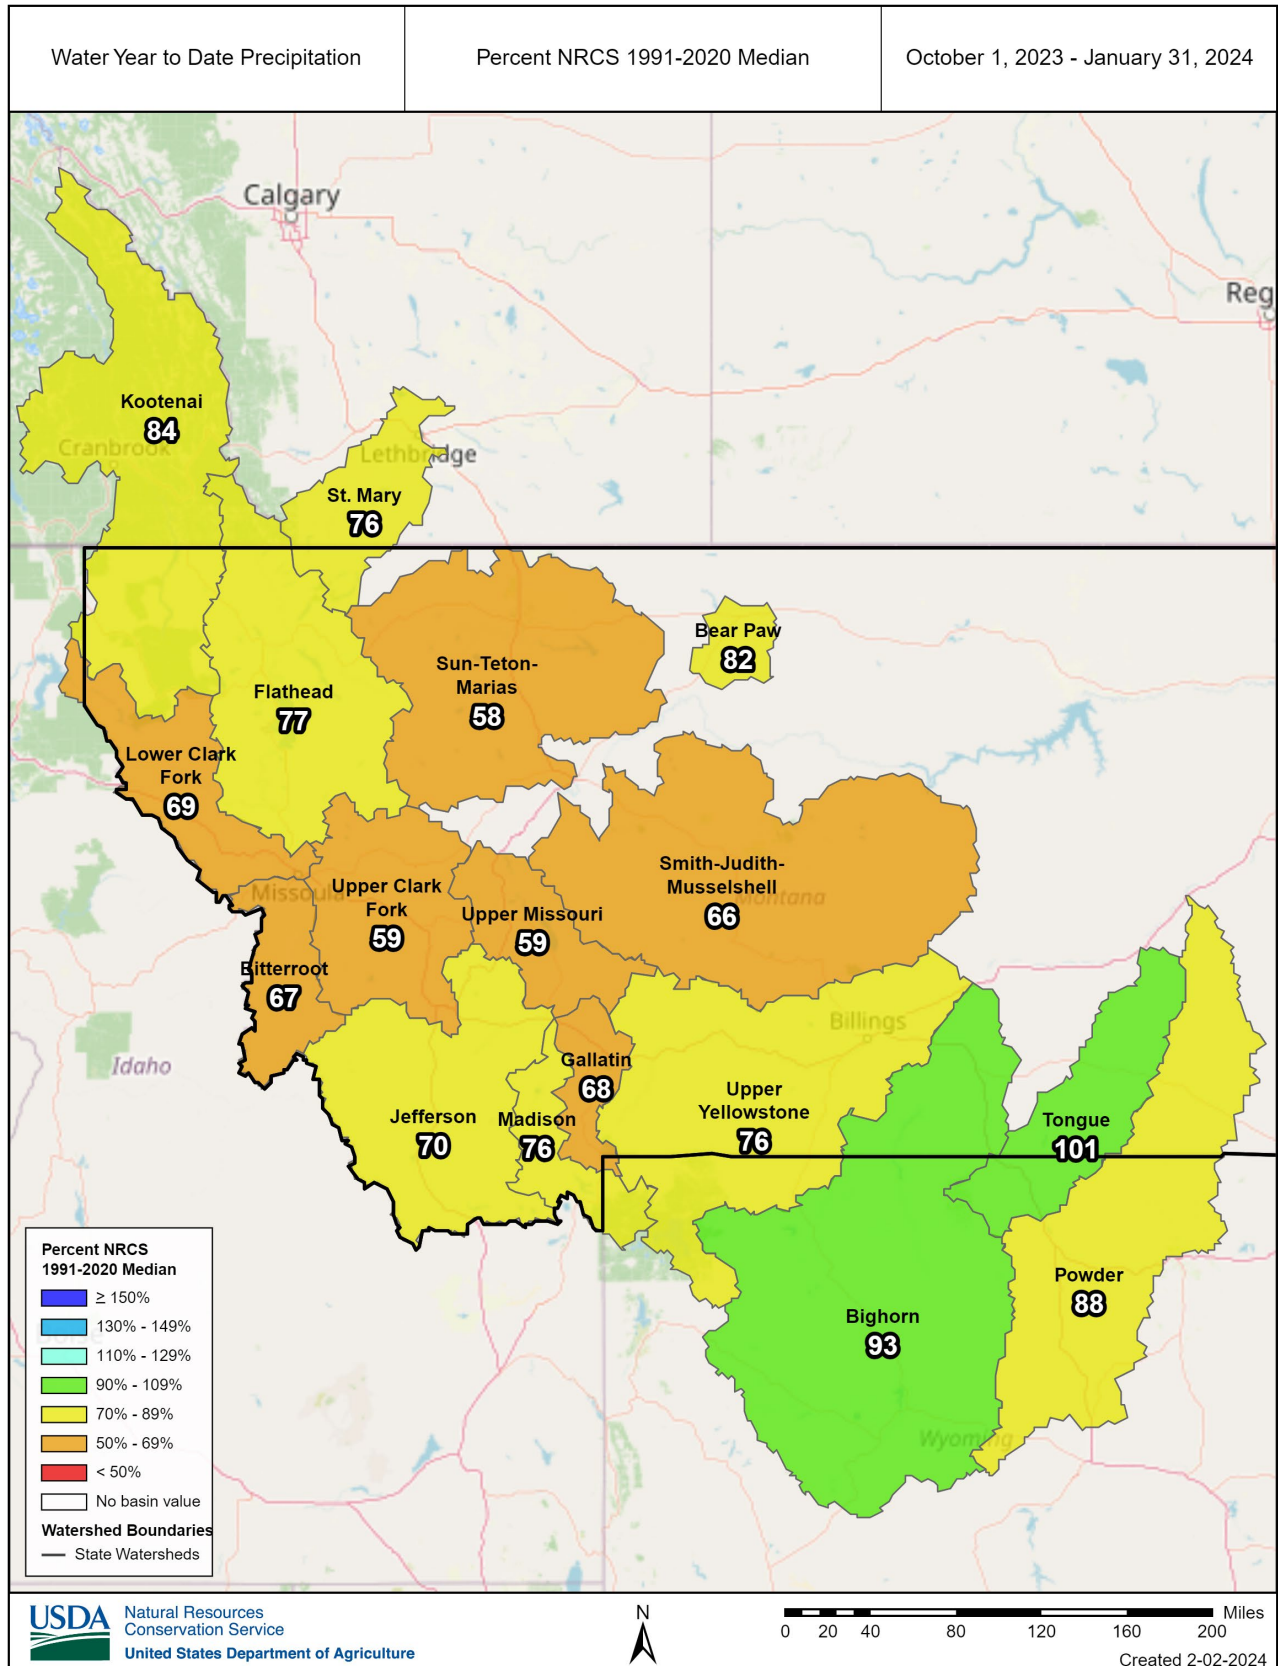 Water Year to Date Precipitation
Percent NRCS 1991-2020 Median
October 1, 2023 - January 31, 2024
Calgary
Reg
Kootenai
84
Cranbrook
Lethbridge
St. Mary
76
Bear Paw
82
Sun-Teton-
Marias
58
Flathead
77
Lower Clark
Fork
69
Smith-Judith-
Musselshell
66
Montana
Missoula
Upper Clark
Fork
59
Upper Missouri
59
Bitterroot
67
Billings
Idaho
Gallatin
68
Jefferson
70
Madison
76
Upper
Yellowstone
76
Tongue
101
Powder
88
Bighorn
93
Wyoming
Percent NRCS
1991-2020 Median
≥ 150%
130% - 149%
110% - 129%
90% - 109%
70% - 89%
50% - 69%
< 50%
No basin value
Watershed Boundaries
State Watersheds
USDA
Natural Resources
Conservation Service
United States Department of Agriculture
N
Miles
0 20 40 80 120 160 200
Created 2-02-2024